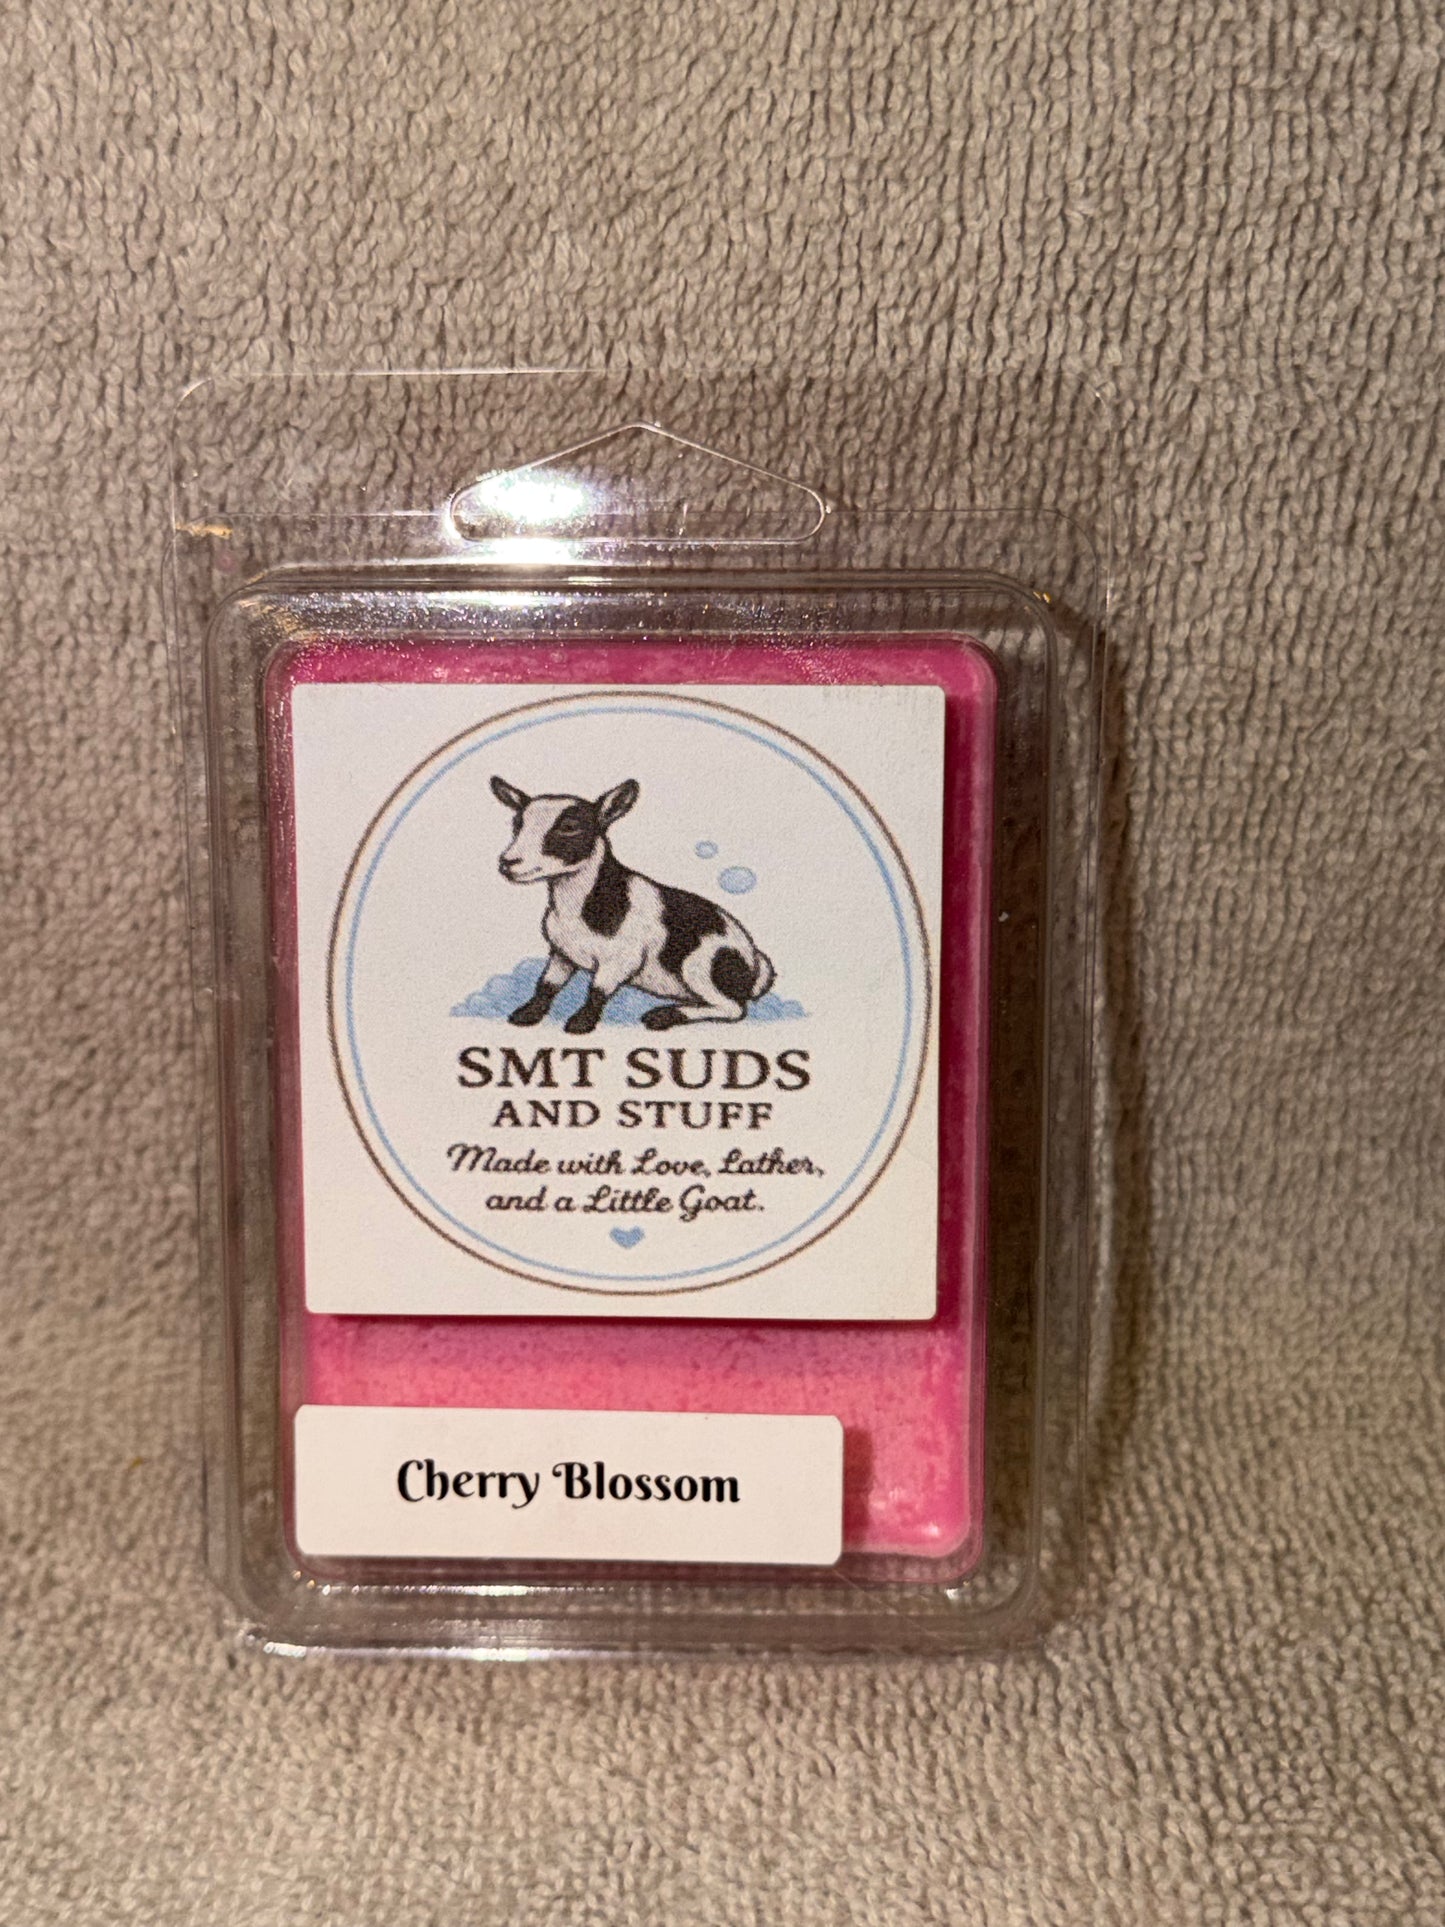 SMT SUDS
AND STUFF
Made with Love, Lather,
and a Little Goat.
Cherry Blossom